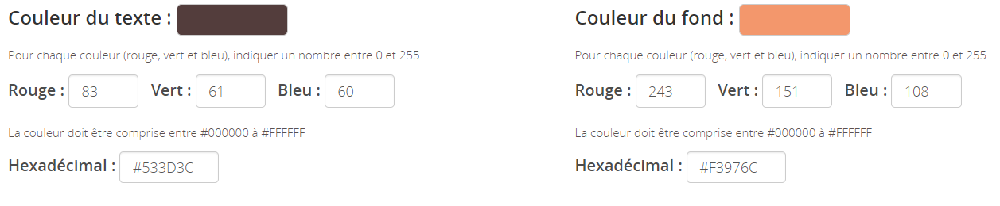 Couleur du texte :
Pour chaque couleur (rouge, vert et bleu), indiquer un nombre entre 0 et 255.
Rouge : 83 Vert : 61 Bleu : 60
La couleur doit être comprise entre #000000 à #FFFFFF
Hexadécimal : #533D3C
Couleur du fond :
Pour chaque couleur (rouge, vert et bleu), indiquer un nombre entre 0 et 255.
Rouge : 243 Vert : 151 Bleu : 108
La couleur doit être comprise entre #000000 à #FFFFFF
Hexadécimal : #F3976C